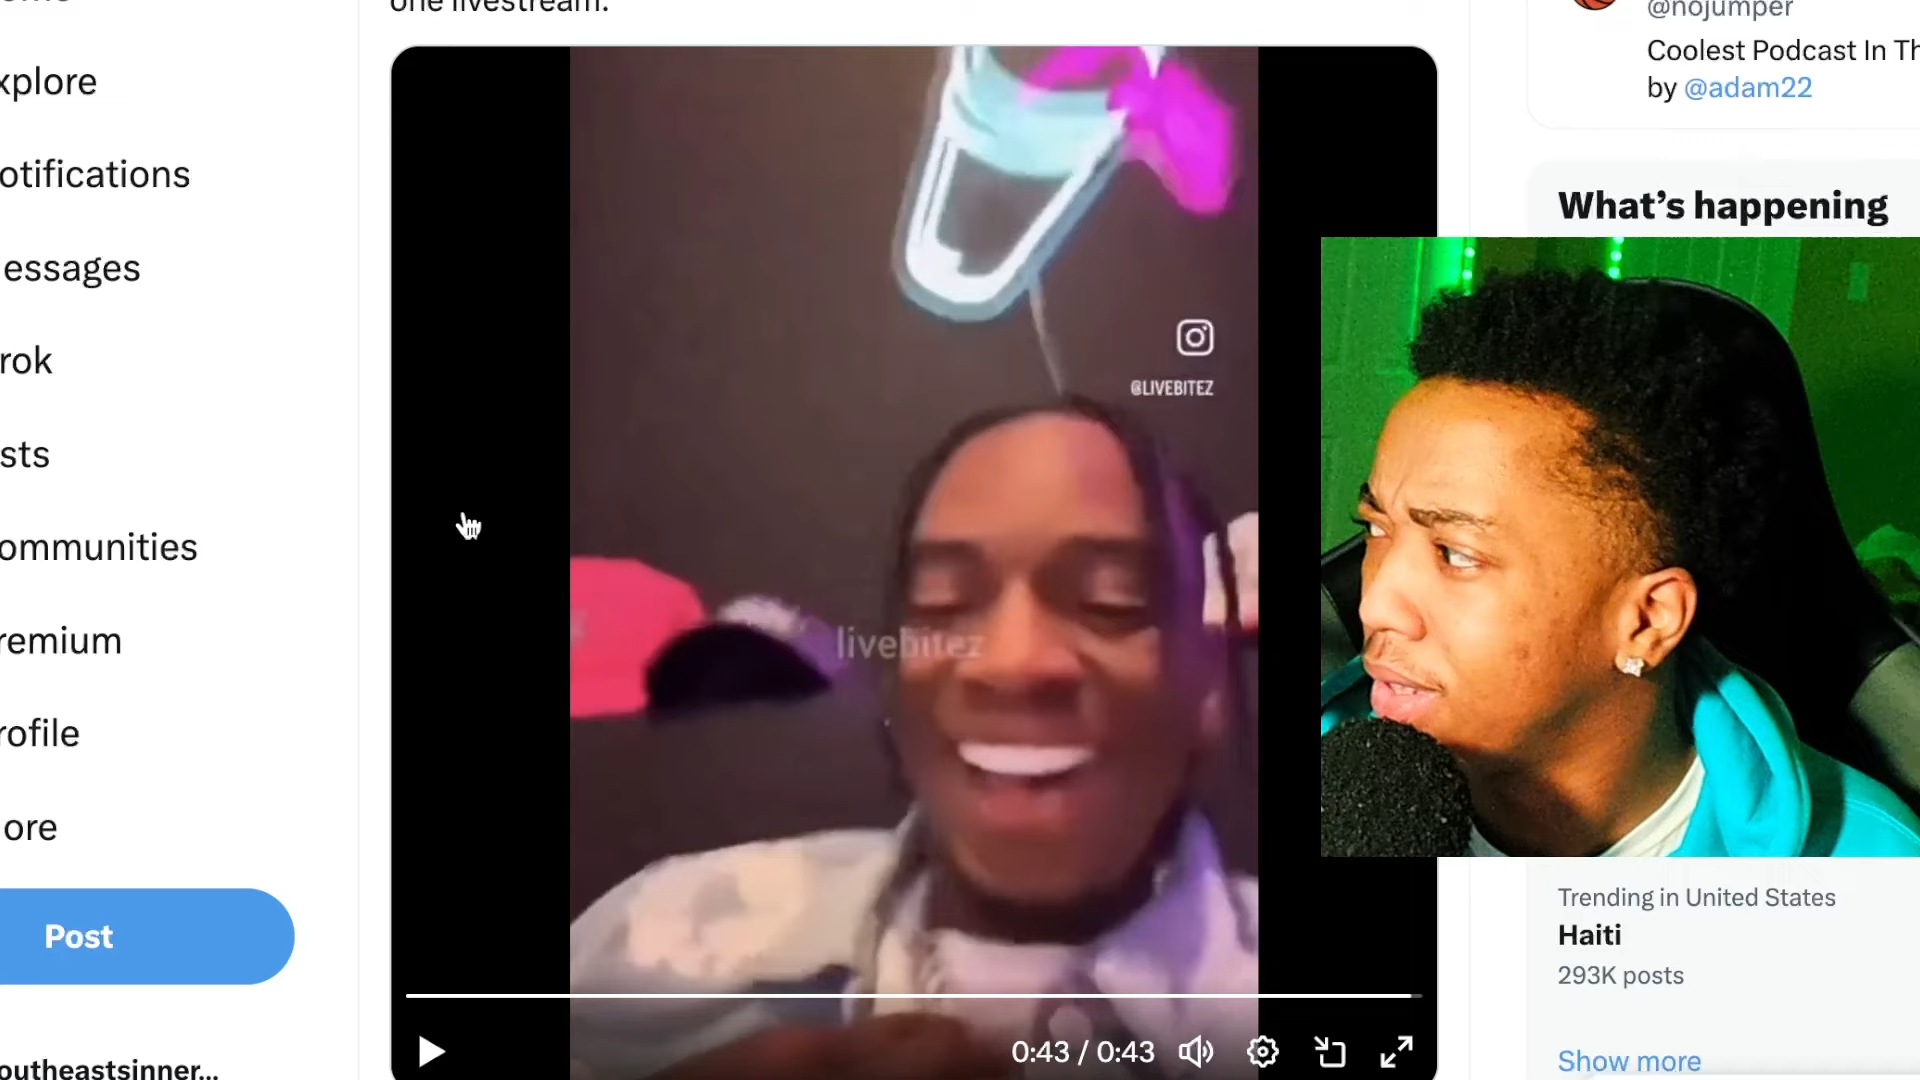 one livestream.
xplore
otifications
essages
rok
sts
ommunities
remium
rofile
ore
Post
outheastsinner...
@LIVEBITEZ
livebitez
0:43 / 0:43
@nojumper
Coolest Podcast In Th
by @adam22
What's happening
Trending in United States
Haiti
293K posts
Show more